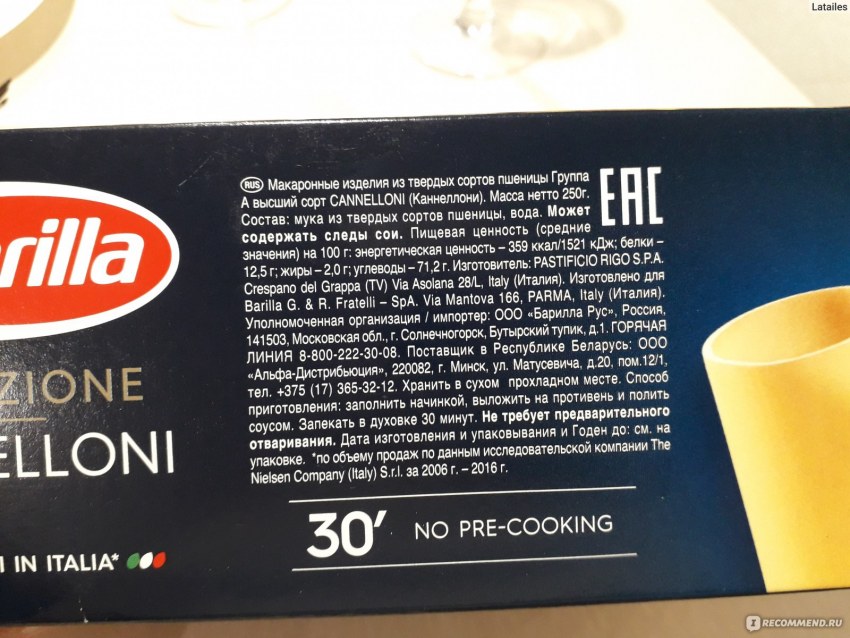 Latailes
RUS Макаронные изделия из твердых сортов пшеницы Группа
А высший сорт CANNELLONI (Каннеллони). Масса нетто 250г.
Состав: мука из твердых сортов пшеницы, вода. Может
содержать следы сои. Пищевая ценность (средние
значения) на 100 г: энергетическая ценность – 359 ккал/1521 кДж; белки –
12,5 г; жиры – 2,0 г; углеводы – 71,2 г. Изготовитель: PASTIFICIO RIGO S.P.A.
Crespano del Grappa (TV) Via Asolana 28/L, Italy (Италия). Изготовлено для
Barilla G. & R. Fratelli – SpA. Via Mantova 166, PARMA, Italy (Италия).
Уполномоченная организация / импортер: ООО «Барилла Рус», Россия,
141503, Московская обл., г. Солнечногорск, Бутырский тупик, д.1. ГОРЯЧАЯ
ЛИНИЯ 8-800-222-30-08. Поставщик в Республике Беларусь: ООО
«Альфа-Дистрибьюция», 220082, г. Минск, ул. Матусевича, д.20, пом.12/1,
тел. +375 (17) 365-32-12. Хранить в сухом прохладном месте. Способ
приготовления: заполнить начинкой, выложить на противень и полить
соусом. Запекать в духовке 30 минут. Не требует предварительного
отваривания. Дата изготовления и упаковывания и Годен до: см. на
упаковке. *по объему продаж по данным исследовательской компании The
Nielsen Company (Italy) S.r.l. за 2006 г. – 2016 г.
EAC
rilla
ZIONE
ELLONI
I IN ITALIA*
30' NO PRE-COOKING
IRECOMMEND.RU